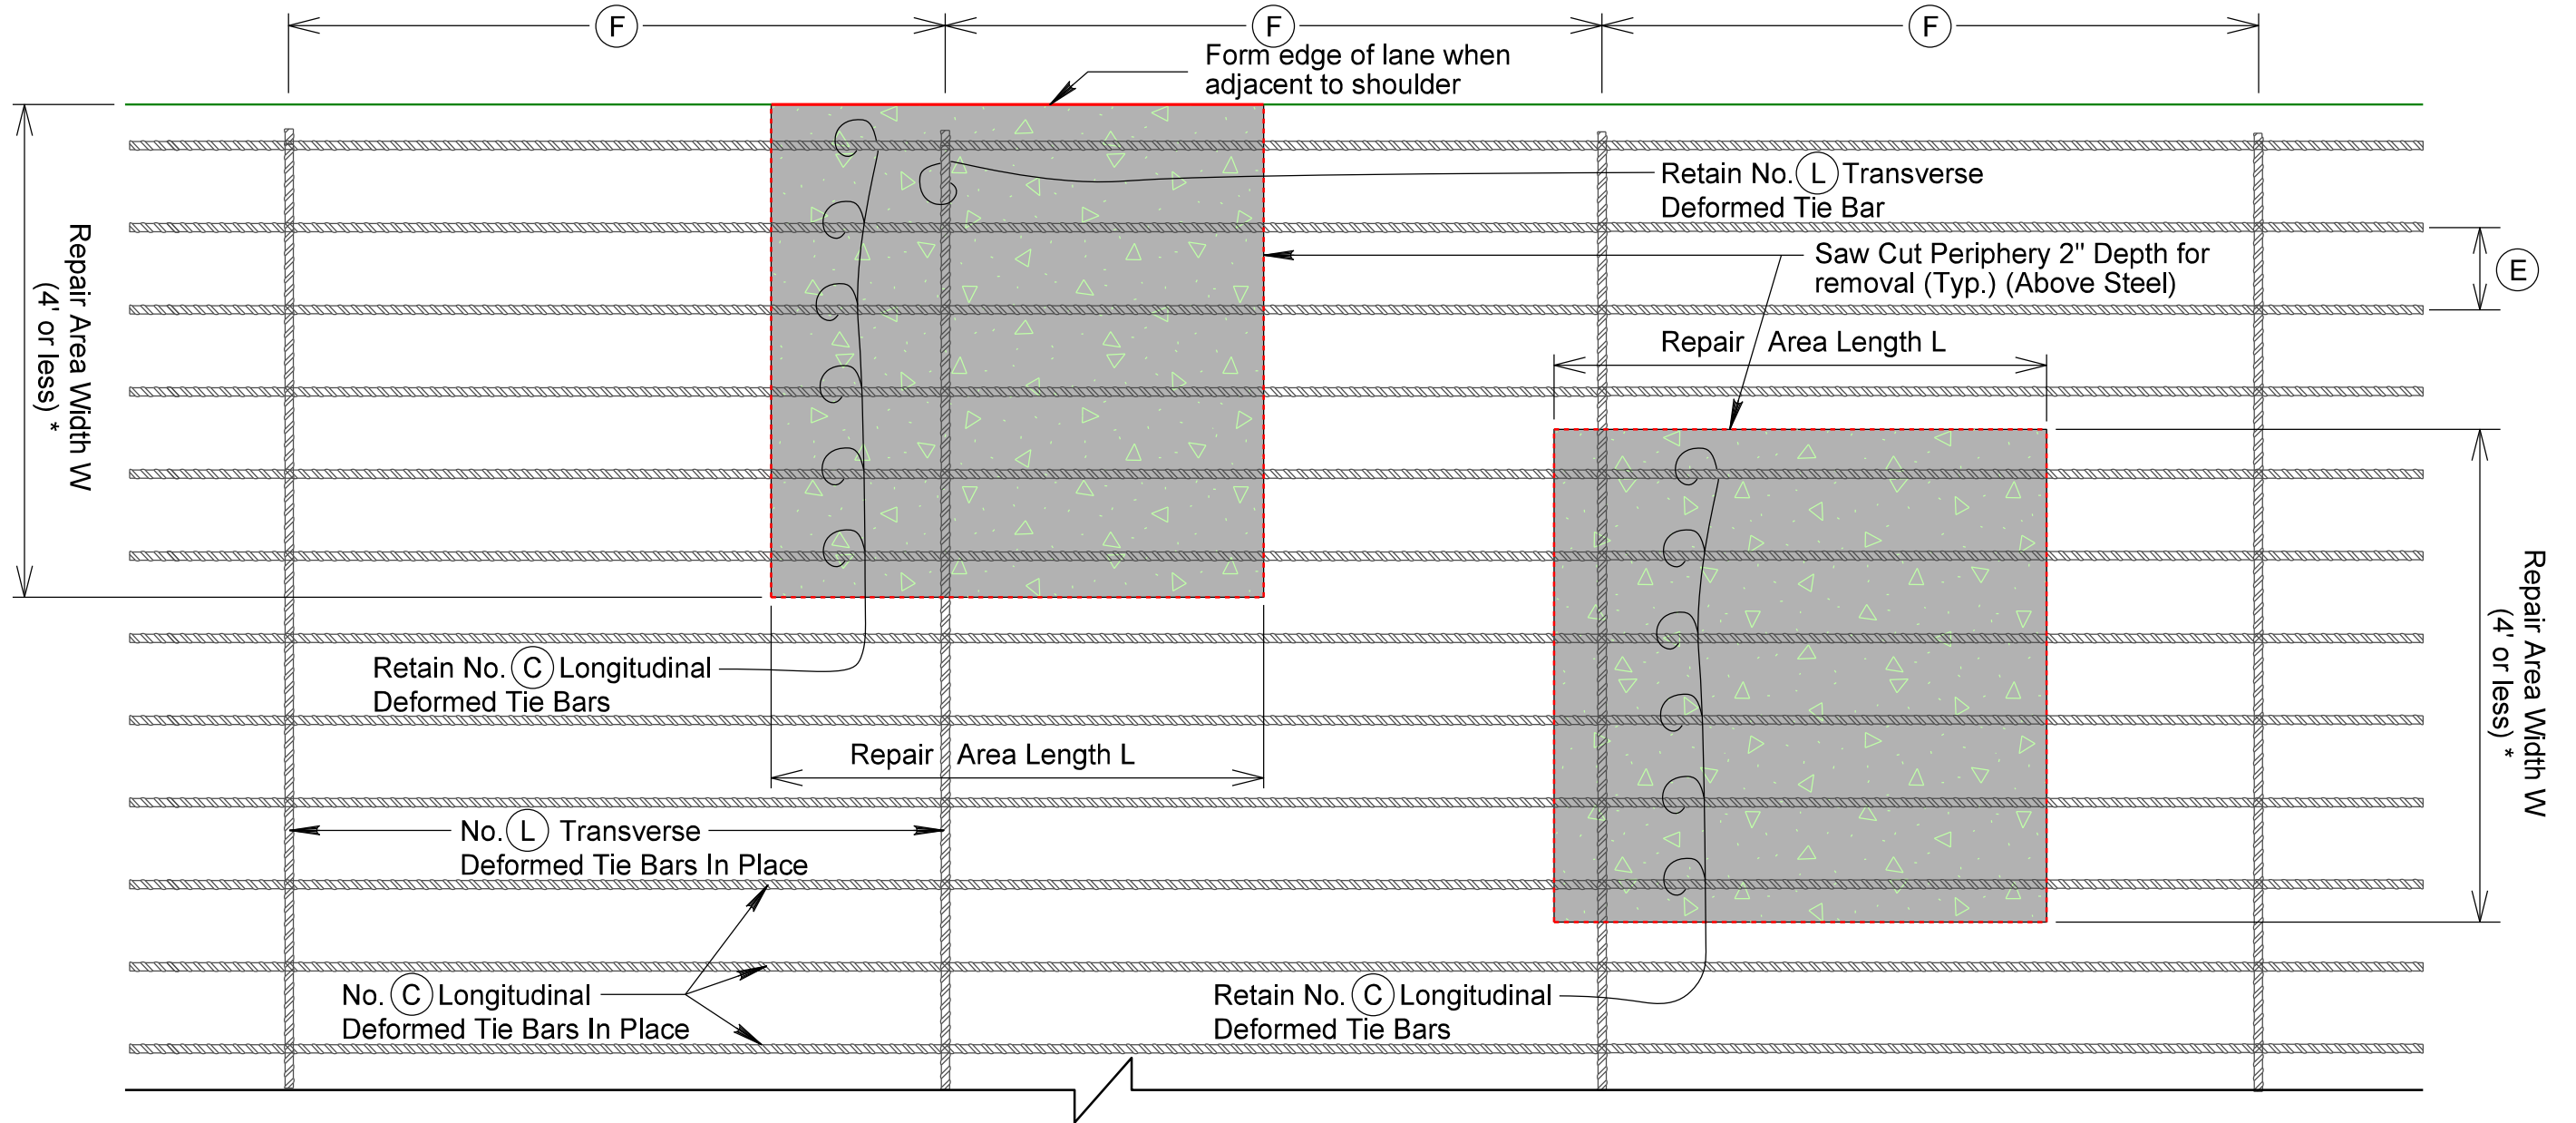 F
F
F
Form edge of lane when
adjacent to shoulder
Retain No. L Transverse
Deformed Tie Bar
Saw Cut Periphery 2" Depth for
removal (Typ.) (Above Steel)
E
Repair Area Width W
(4' or less) *
Repair Area Length L
Repair Area Width W
(4' or less) *
Retain No. C Longitudinal
Deformed Tie Bars
Repair Area Length L
No. L Transverse
Deformed Tie Bars In Place
No. C Longitudinal
Deformed Tie Bars In Place
Retain No. C Longitudinal
Deformed Tie Bars